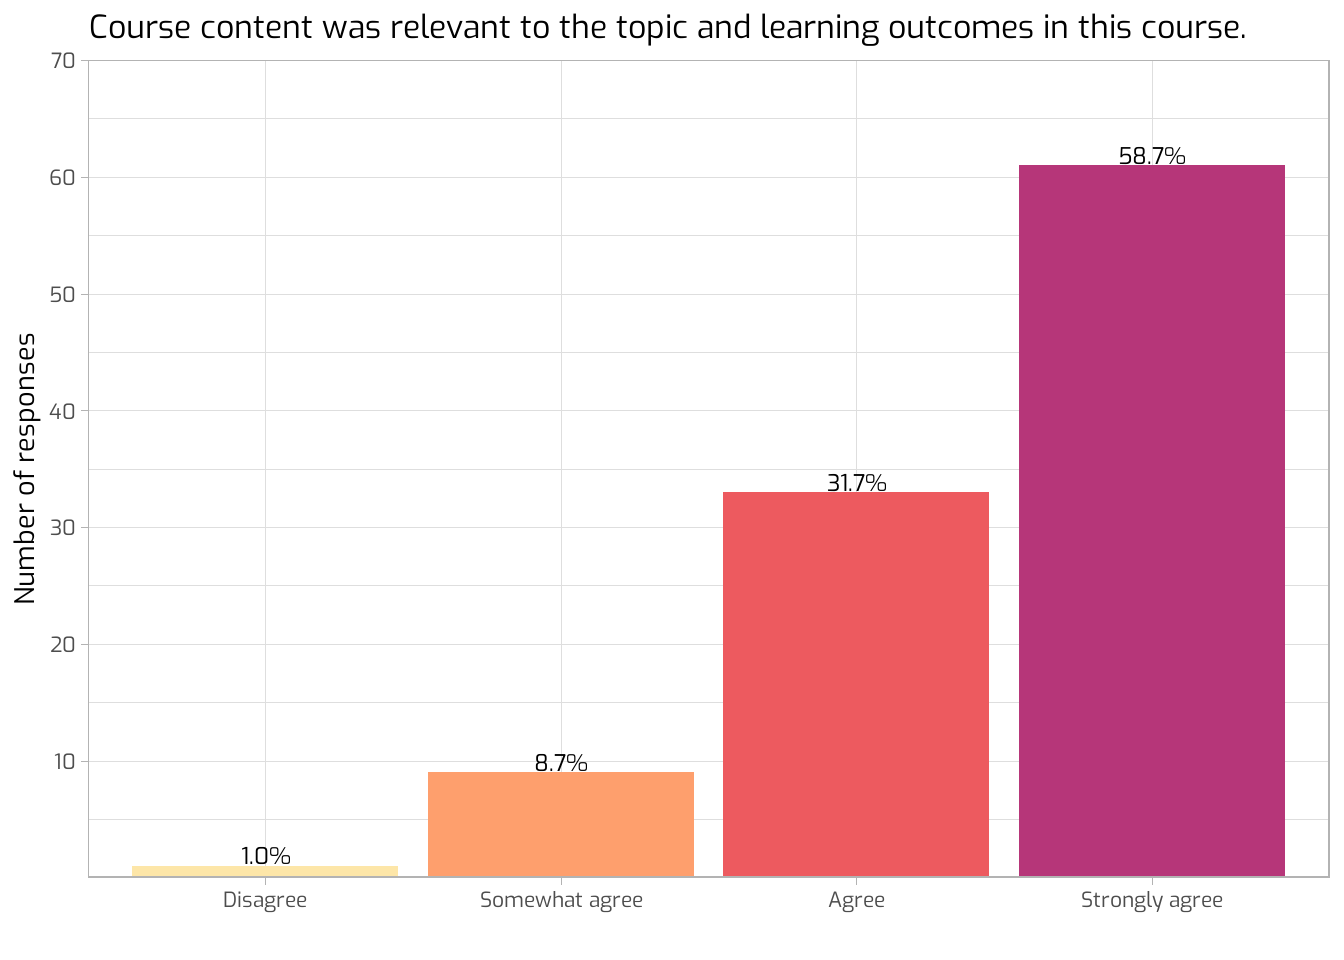 Course content was relevant to the topic and learning outcomes in this course.
70
60
50
40
30
20
10
Number of responses
58.7%
31.7%
8.7%
1.0%
Disagree
Somewhat agree
Agree
Strongly agree